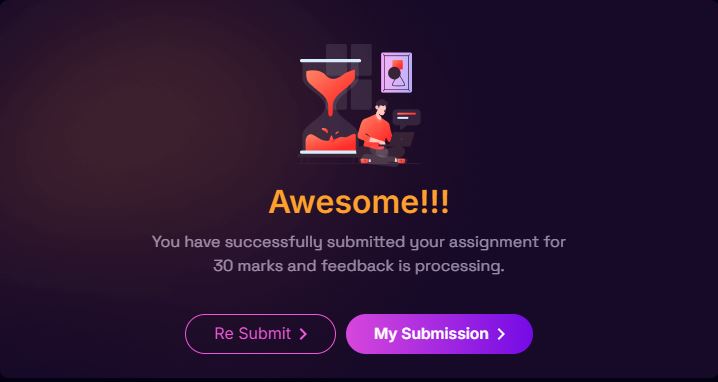 Awesome!!!
You have successfully submitted your assignment for
30 marks and feedback is processing.
Re Submit
My Submission